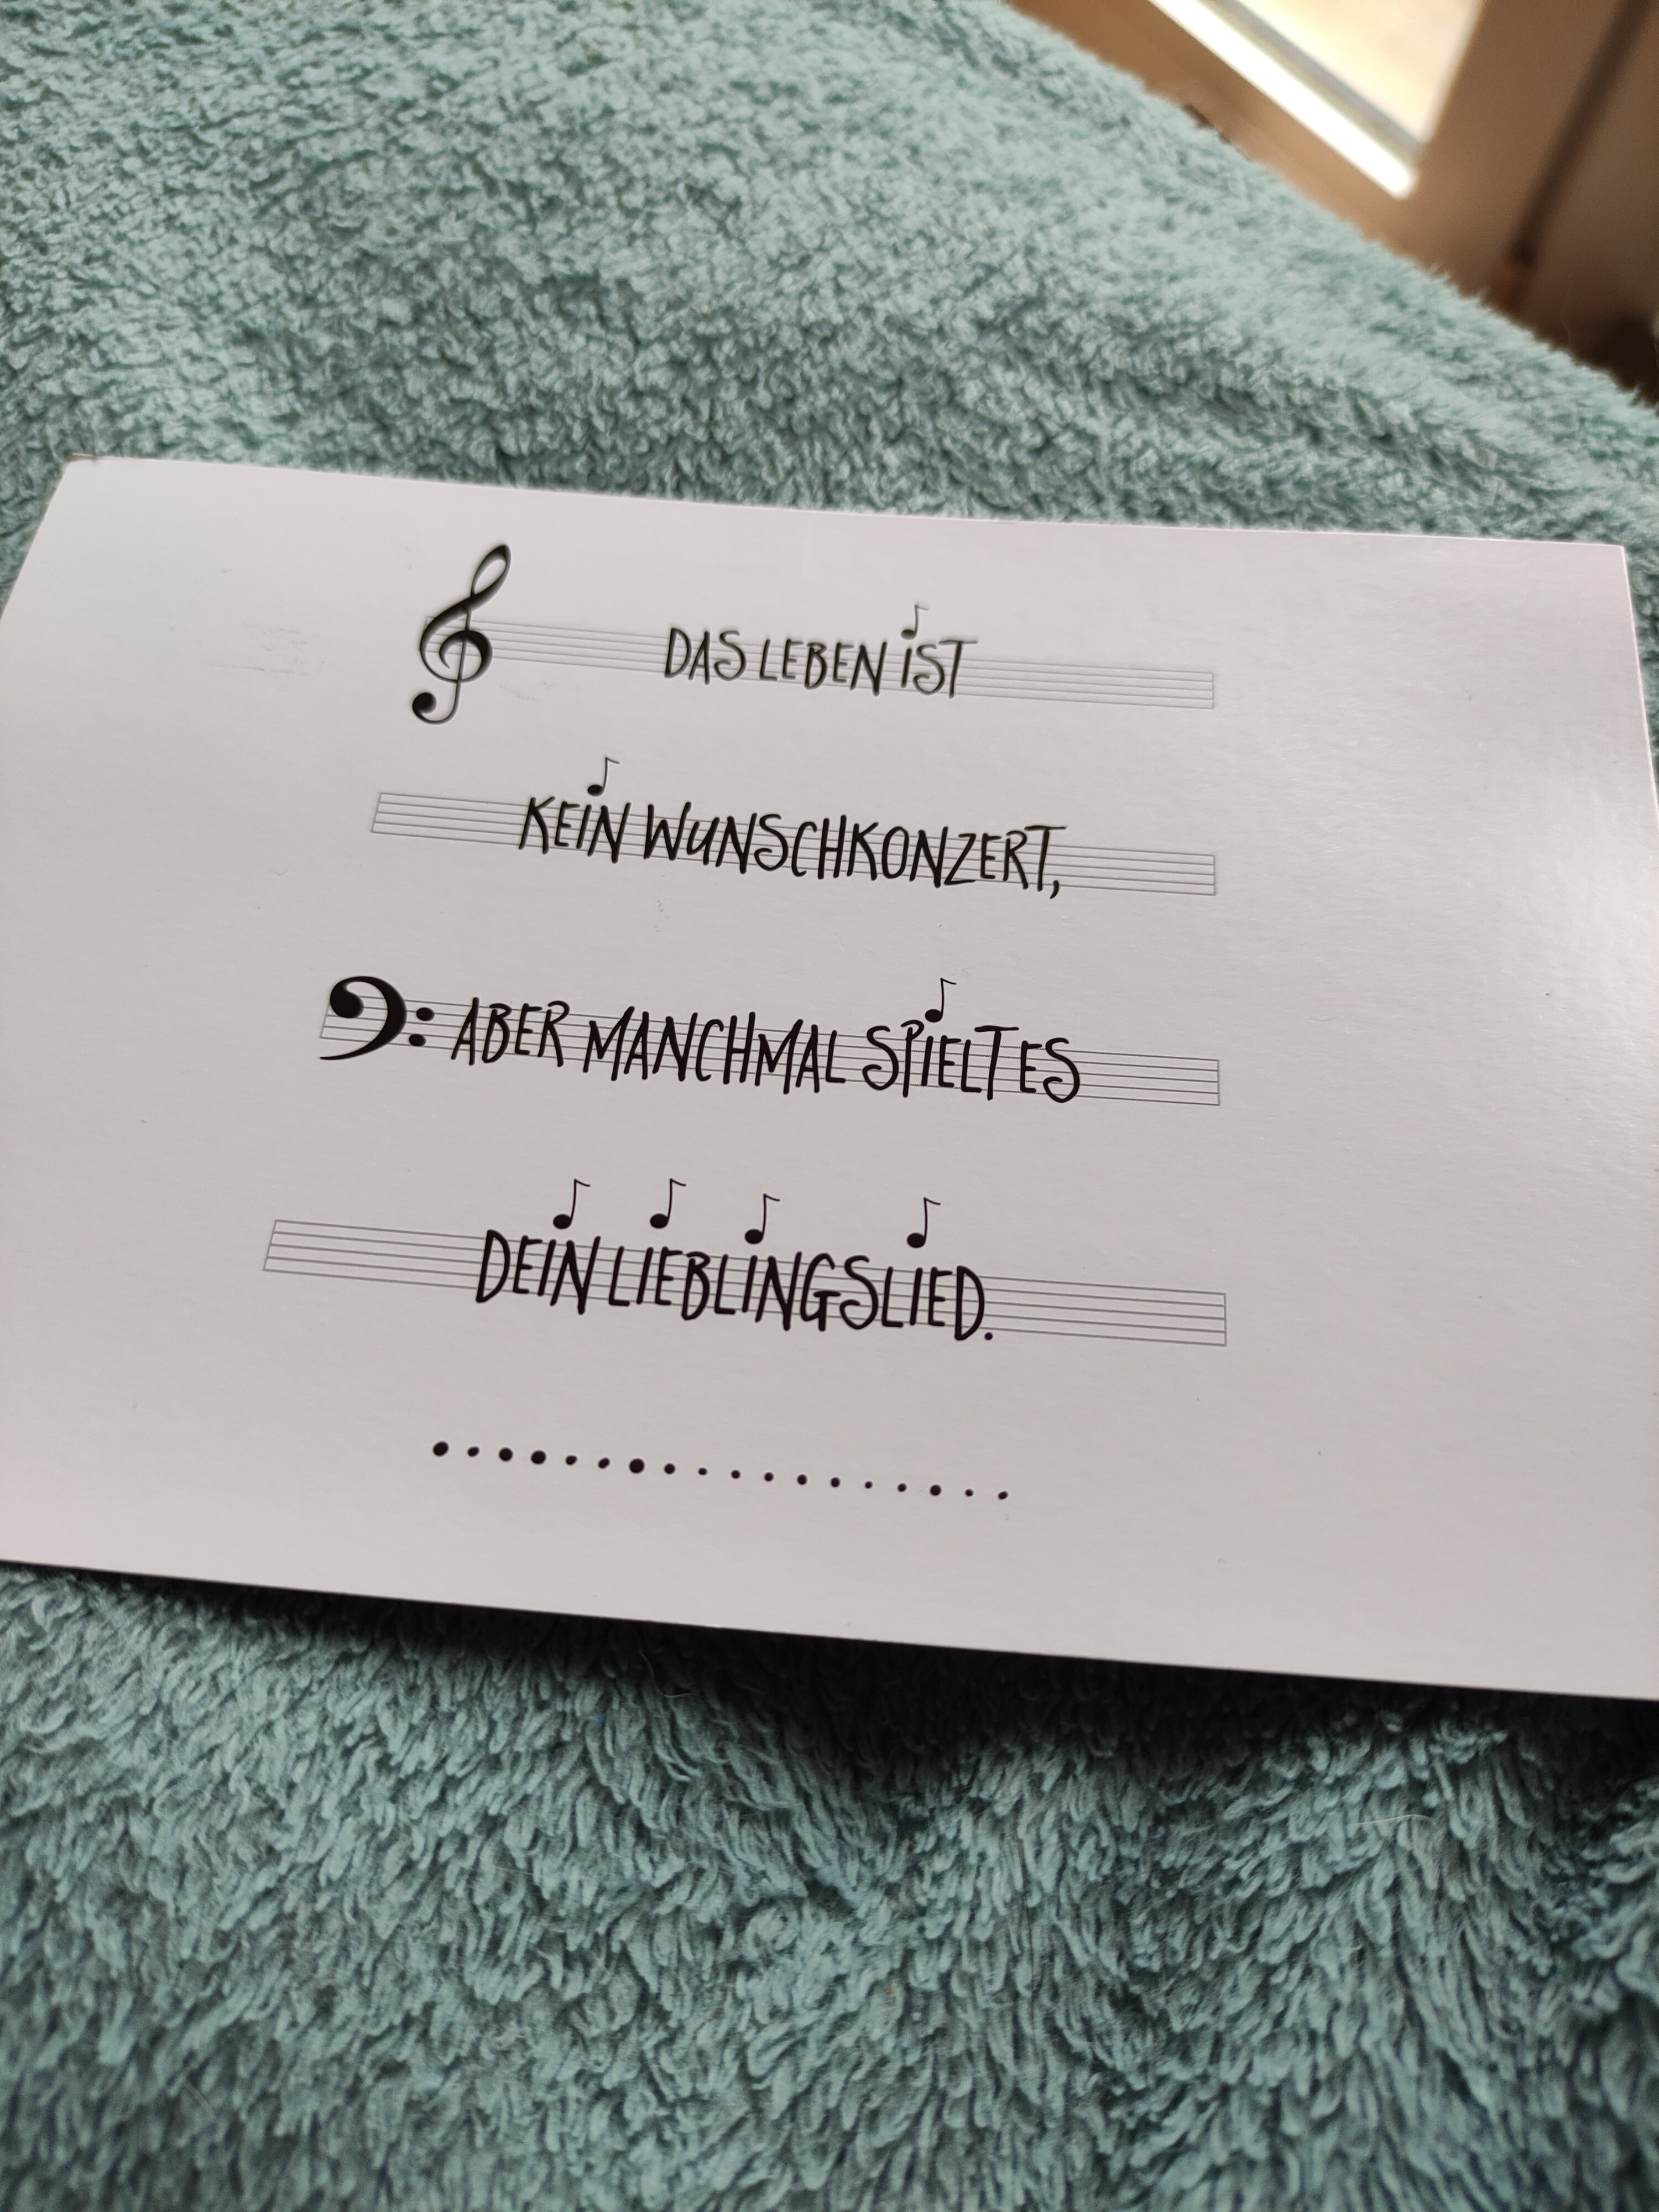 DAS LEBEN IST
KEIN WUNSCHKONZERT,
ABER MANCHMAL SPIELT ES
DEIN LIEBLINGSLIED.